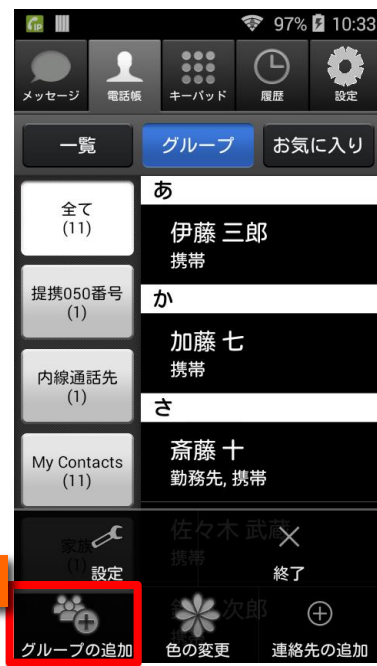 97% 10:33
メッセージ 電話帳 キーパッド 履歴 設定
一覧 グループ お気に入り
全て
(11)
提携050番号
(1)
内線通話先
(1)
My Contacts
(11)
家族
(1)
あ
伊藤 三郎
携帯
か
加藤 七
携帯
さ
斎藤 十
勤務先, 携帯
佐々木 武蔵
携帯
次郎
設定 終了
グループの追加 色の変更 連絡先の追加